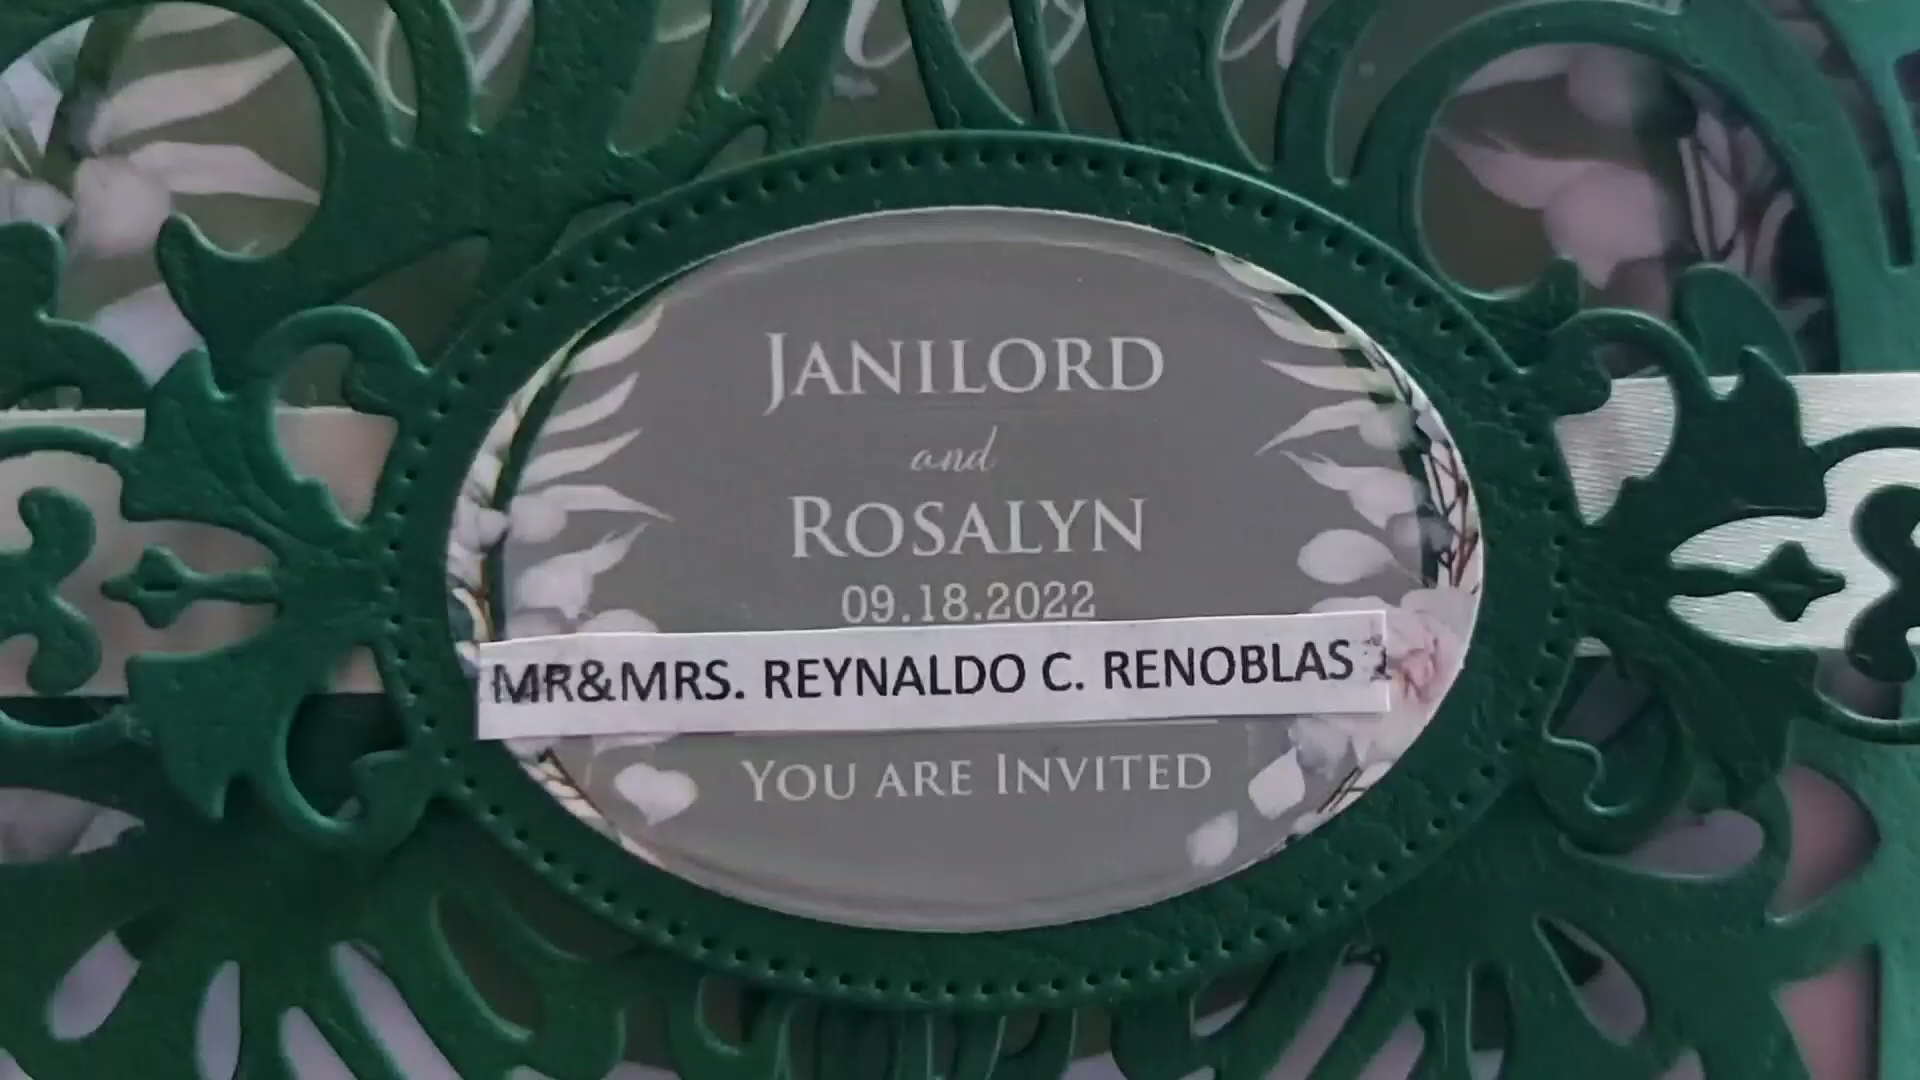 JANILORD
and
ROSALYN
09.18.2022
MR&MRS. REYNALDO C. RENOBLAS
YOU ARE INVITED